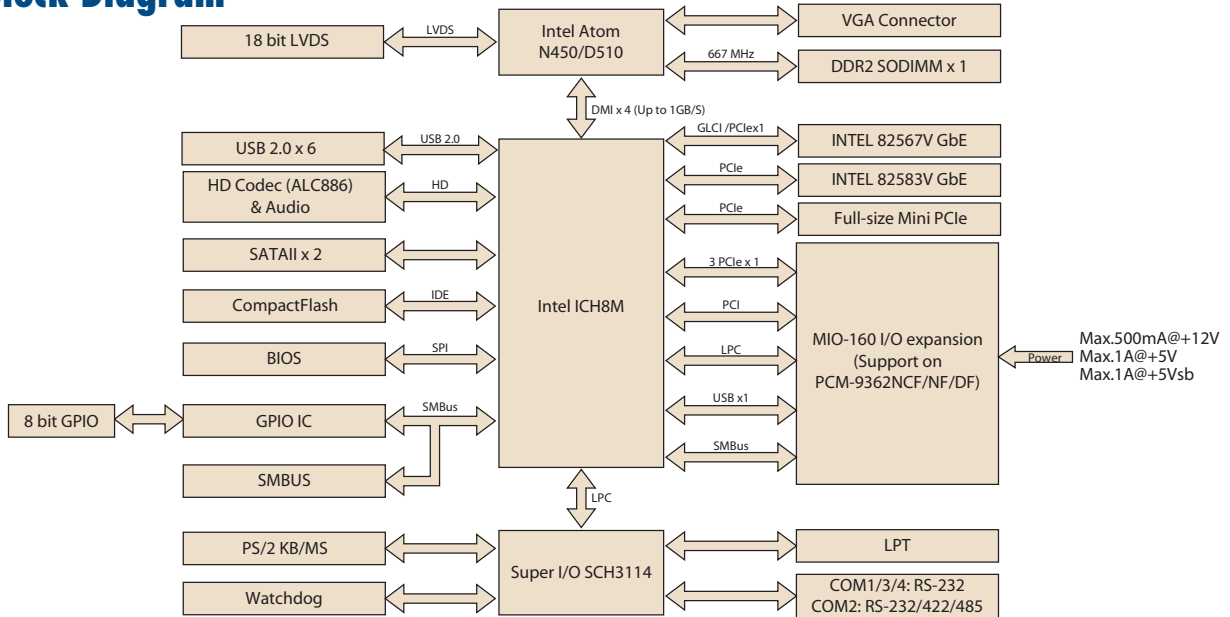 Block Diagram
18 bit LVDS
LVDS
Intel Atom
N450/D510
VGA Connector
667 MHz
DDR2 SODIMM x 1
DMI x 4 (Up to 1GB/S)
USB 2.0 x 6
USB 2.0
GLCI /PCIex1
INTEL 82567V GbE
HD Codec (ALC886)
& Audio
HD
PCIe
INTEL 82583V GbE
PCIe
Full-size Mini PCIe
SATAII x 2
CompactFlash
IDE
Intel ICH8M
3 PCIe x 1
PCI
LPC
USB x1
SMBus
MIO-160 I/O expansion
(Support on
PCM-9362NCF/NF/DF)
Power
Max.500mA@+12V
Max.1A@+5V
Max.1A@+5Vsb
BIOS
SPI
8 bit GPIO
GPIO IC
SMBus
SMBUS
LPC
PS/2 KB/MS
Super I/O SCH3114
LPT
Watchdog
COM1/3/4: RS-232
COM2: RS-232/422/485